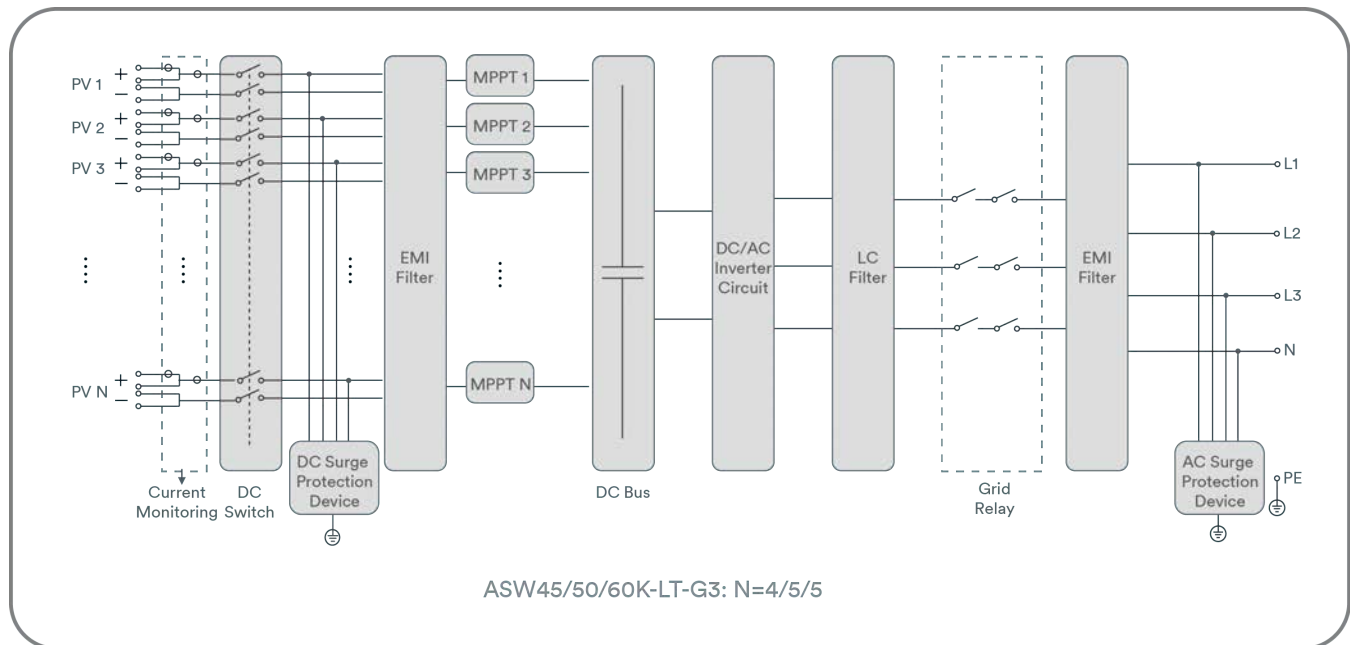 PV 1
+
−
PV 2
+
−
PV 3
+
−
PV N
+
−
Current
Monitoring
DC
Switch
DC Surge
Protection
Device
EMI
Filter
MPPT 1
MPPT 2
MPPT 3
MPPT N
DC Bus
DC/AC
Inverter
Circuit
LC
Filter
Grid
Relay
EMI
Filter
L1
L2
L3
N
AC Surge
Protection
Device
PE
ASW45/50/60K-LT-G3: N=4/5/5